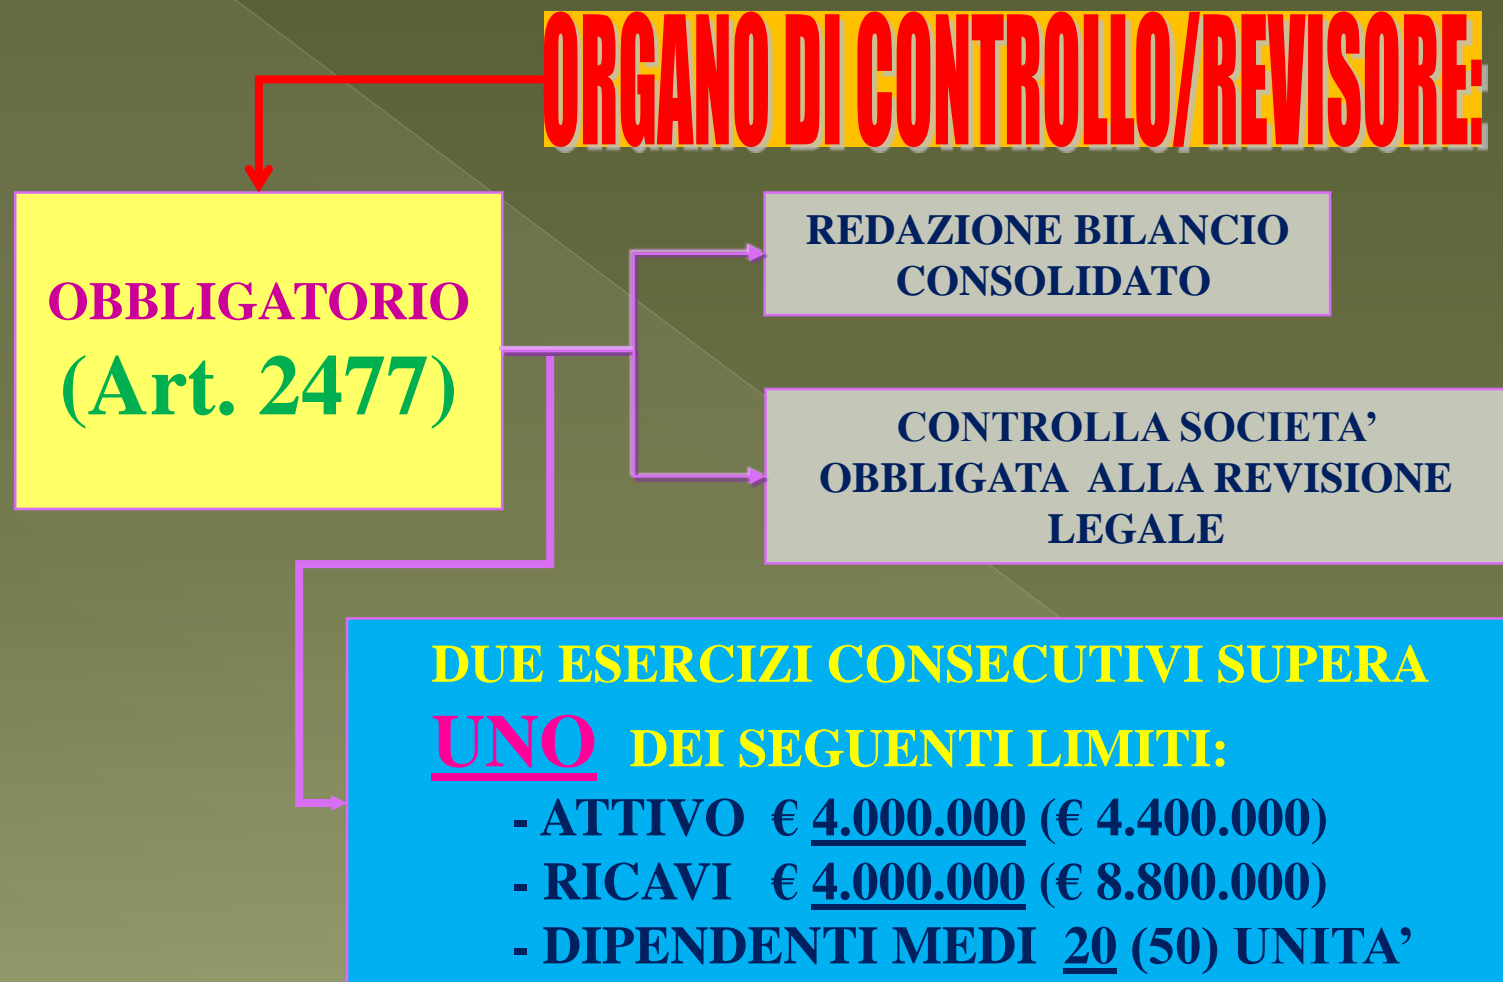 ORGANO DI CONTROLLO/REVISORE:
OBBLIGATORIO
(Art. 2477)
REDAZIONE BILANCIO
CONSOLIDATO
CONTROLLA SOCIETA’
OBBLIGATA ALLA REVISIONE
LEGALE
DUE ESERCIZI CONSECUTIVI SUPERA
UNO DEI SEGUENTI LIMITI:
- ATTIVO € 4.000.000 (€ 4.400.000)
- RICAVI € 4.000.000 (€ 8.800.000)
- DIPENDENTI MEDI 20 (50) UNITA’